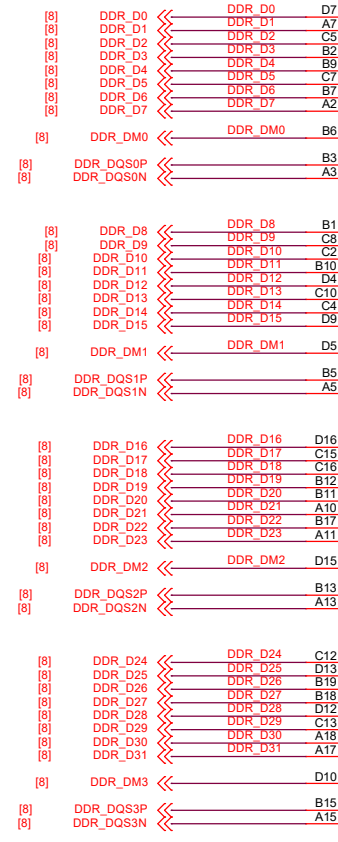 [8] DDR_D0 DDR_D0 D7
[8] DDR_D1 DDR_D1 A7
[8] DDR_D2 DDR_D2 C5
[8] DDR_D3 DDR_D3 B2
[8] DDR_D4 DDR_D4 B9
[8] DDR_D5 DDR_D5 C7
[8] DDR_D6 DDR_D6 B7
[8] DDR_D7 DDR_D7 A2
[8] DDR_DM0 DDR_DM0 B6
[8] DDR_DQS0P B3
[8] DDR_DQS0N A3
[8] DDR_D8 DDR_D8 B1
[8] DDR_D9 DDR_D9 C8
[8] DDR_D10 DDR_D10 C2
[8] DDR_D11 DDR_D11 B10
[8] DDR_D12 DDR_D12 D4
[8] DDR_D13 DDR_D13 C10
[8] DDR_D14 DDR_D14 C4
[8] DDR_D15 DDR_D15 D9
[8] DDR_DM1 DDR_DM1 D5
[8] DDR_DQS1P B5
[8] DDR_DQS1N A5
[8] DDR_D16 DDR_D16 D16
[8] DDR_D17 DDR_D17 C15
[8] DDR_D18 DDR_D18 C16
[8] DDR_D19 DDR_D19 B12
[8] DDR_D20 DDR_D20 B11
[8] DDR_D21 DDR_D21 A10
[8] DDR_D22 DDR_D22 B17
[8] DDR_D23 DDR_D23 A11
[8] DDR_DM2 DDR_DM2 D15
[8] DDR_DQS2P B13
[8] DDR_DQS2N A13
[8] DDR_D24 DDR_D24 C12
[8] DDR_D25 DDR_D25 D13
[8] DDR_D26 DDR_D26 B19
[8] DDR_D27 DDR_D27 B18
[8] DDR_D28 DDR_D28 D12
[8] DDR_D29 DDR_D29 C13
[8] DDR_D30 DDR_D30 A18
[8] DDR_D31 DDR_D31 A17
[8] DDR_DM3 D10
[8] DDR_DQS3P B15
[8] DDR_DQS3N A15